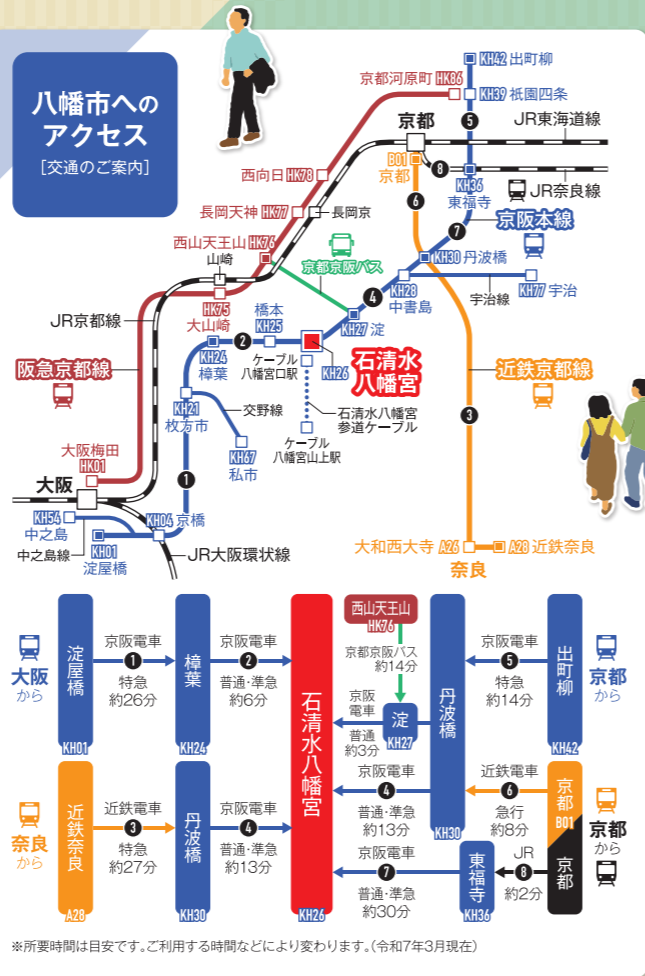 八幡市への
アクセス
[交通のご案内]
KH42 出町柳
京都河原町 HK86
KH39 祇園四条
5
JR東海道線
京都
8
B01
京都
KH36
東福寺
JR奈良線
6
西向日 HK78
京阪本線
7
長岡天神 HK77
長岡京
西山天王山 HK76
山崎
京都京阪バス
KH30 丹波橋
KH28
中書島
宇治線
KH77 宇治
4
HK75
大山崎
橋本
KH25
KH27 淀
JR京都線
2
KH24
樟葉
ケーブル
八幡宮口駅
KH26
石清水
八幡宮
阪急京都線
近鉄京都線
KH21
枚方市
交野線
石清水八幡宮
参道ケーブル
3
KH67
私市
ケーブル
八幡宮山上駅
大阪梅田
HK01
1
大阪
KH54
中之島
KH04 京橋
中之島線
KH01
淀屋橋
JR大阪環状線
大和西大寺 A26
A28 近鉄奈良
奈良
大阪
から
淀屋橋
KH01
京阪電車
1
特急
約26分
樟葉
KH24
京阪電車
2
普通・準急
約6分
石清水八幡宮
KH26
西山天王山
HK76
京都京阪バス
約14分
京阪
電車
普通
約3分
淀
KH27
丹波橋
KH30
京阪電車
5
特急
約14分
出町柳
KH42
京都
から
京阪電車
4
普通・準急
約13分
近鉄電車
6
急行
約8分
京都
B01
京都
京都
から
奈良
から
近鉄奈良
A28
近鉄電車
3
特急
約27分
丹波橋
KH30
京阪電車
4
普通・準急
約13分
京阪電車
7
普通・準急
約30分
東福寺
KH36
JR
8
約2分
※所要時間は目安です。ご利用する時間などにより変わります。(令和7年3月現在)